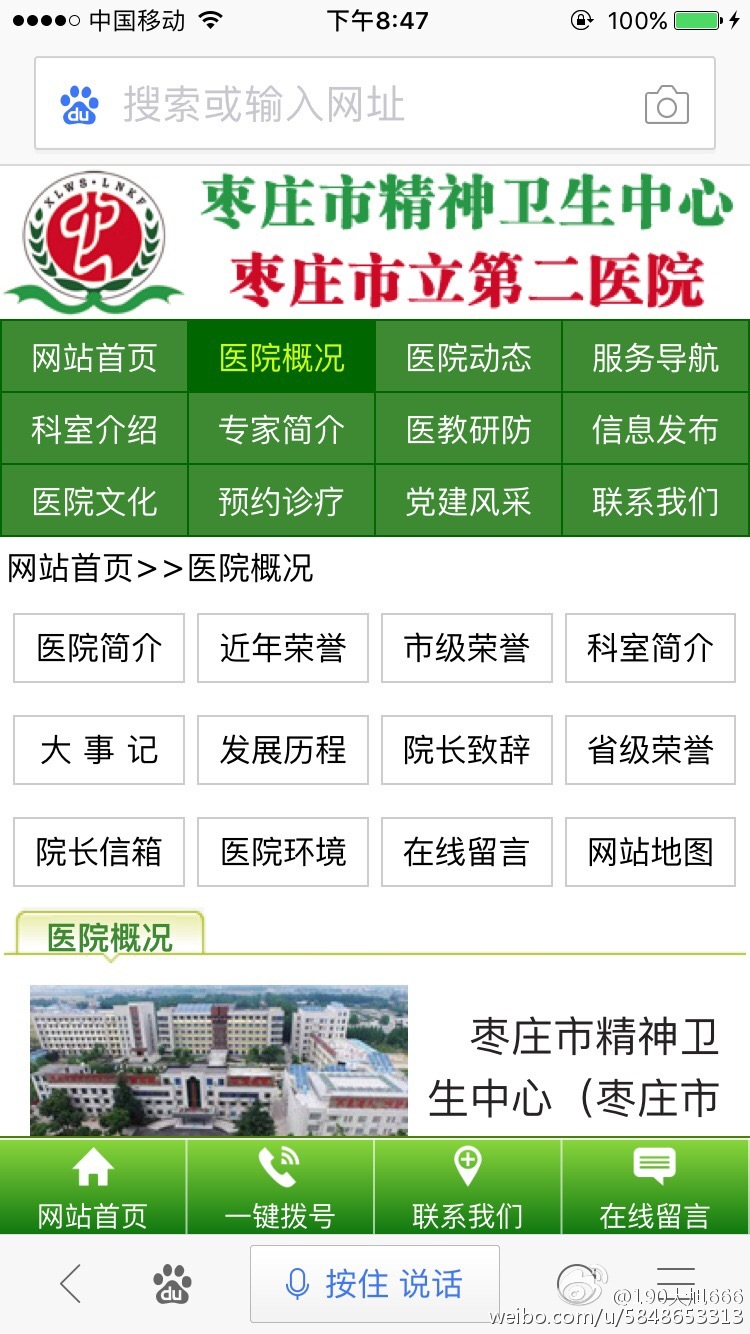 中国移动 下午8:47 100%
du 搜索或输入网址
XLWS·LNKF
枣庄市精神卫生中心
枣庄市立第二医院
网站首页 医院概况 医院动态 服务导航
科室介绍 专家简介 医教研防 信息发布
医院文化 预约诊疗 党建风采 联系我们
网站首页>>医院概况
医院简介 近年荣誉 市级荣誉 科室简介
大 事 记 发展历程 院长致辞 省级荣誉
院长信箱 医院环境 在线留言 网站地图
医院概况
枣庄市精神卫
生中心（枣庄市
网站首页 一键拨号 联系我们 在线留言
du 按住 说话
weibo.com/u/5848653313